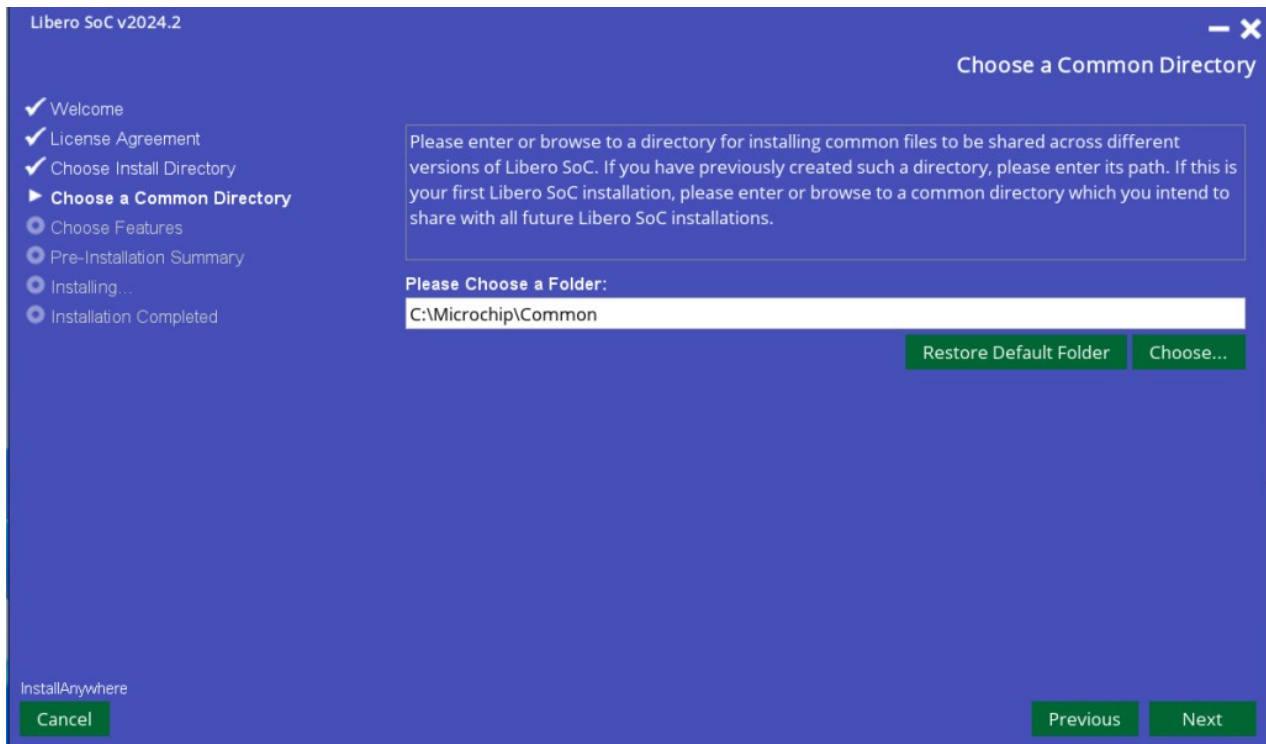 Libero SoC v2024.2
Choose a Common Directory
Welcome
License Agreement
Choose Install Directory
Choose a Common Directory
Choose Features
Pre-Installation Summary
Installing...
Installation Completed
Please enter or browse to a directory for installing common files to be shared across different
versions of Libero SoC. If you have previously created such a directory, please enter its path. If this is
your first Libero SoC installation, please enter or browse to a common directory which you intend to
share with all future Libero SoC installations.
Please Choose a Folder:
C:\Microchip\Common
Restore Default Folder
Choose...
InstallAnywhere
Cancel
Previous
Next